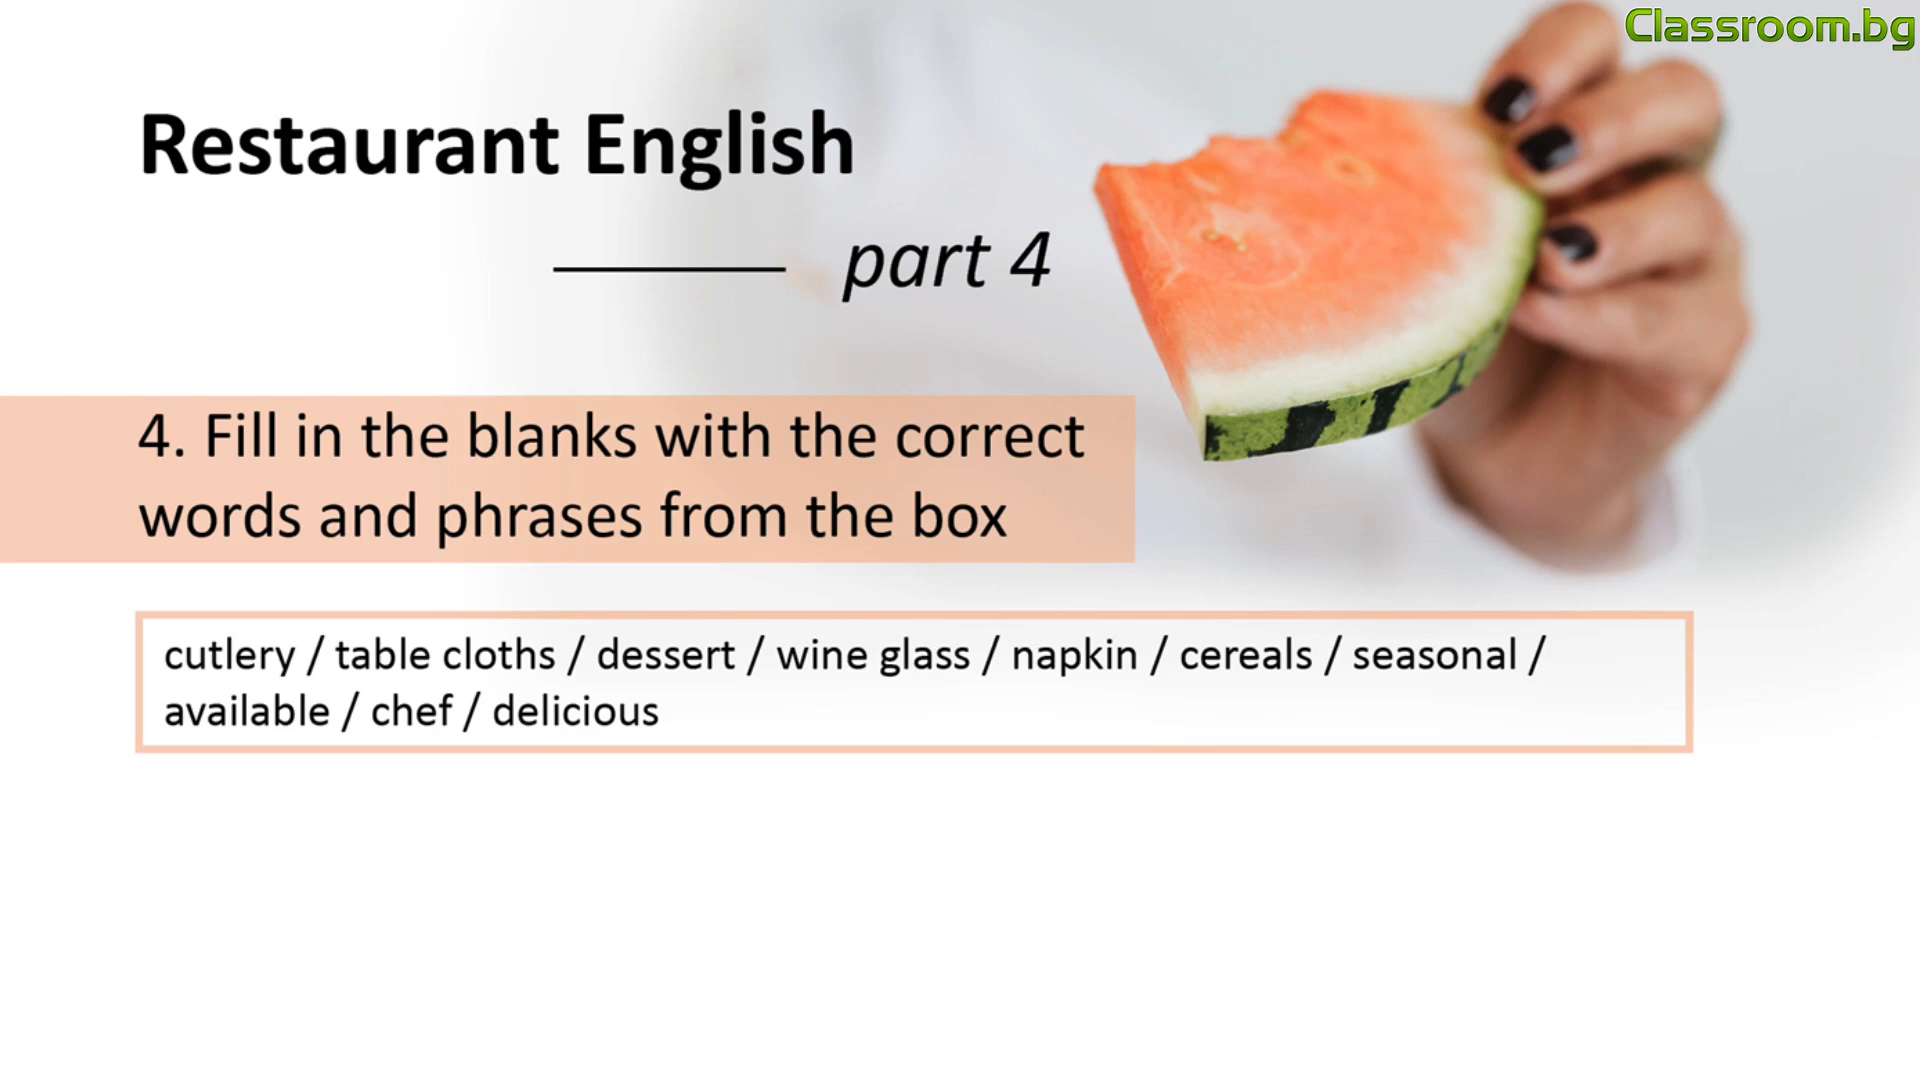 Classroom.bg
Restaurant English
part 4
4. Fill in the blanks with the correct
words and phrases from the box
cutlery / table cloths / dessert / wine glass / napkin / cereals / seasonal /
available / chef / delicious